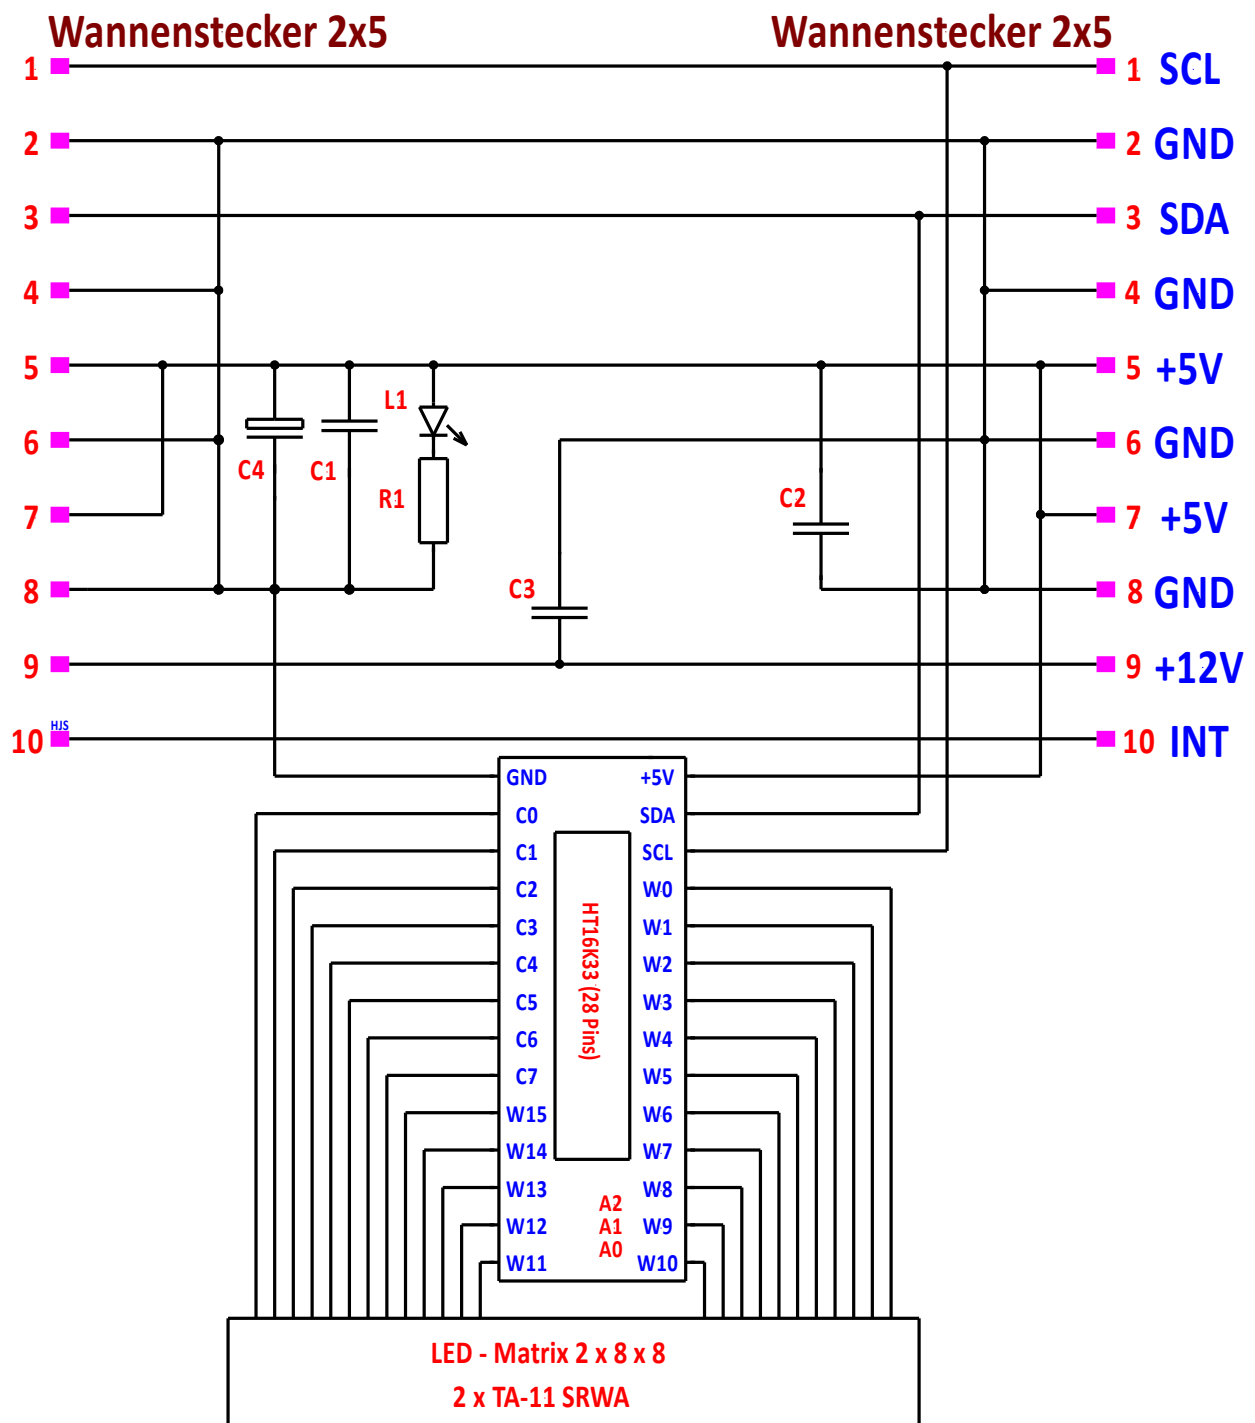 Wannenstecker 2x5 Wannenstecker 2x5
1 1 SCL
2 2 GND
3 3 SDA
4 4 GND
5 5 +5V
L1
6 6 GND
C4 C1
R1 C2
7 7 +5V
8 C3 8 GND
9 9 +12V
HJS
10 10 INT
GND +5V
C0 SDA
C1 SCL
C2 W0
C3 W1
C4 W2
C5 W3
C6 W4
C7 W5
W15 W6
W14 W7
W13 W8
W12 W9
W11 W10
HT16K33 (28 Pins)
A2
A1
A0
LED - Matrix 2 x 8 x 8
2 x TA-11 SRWA